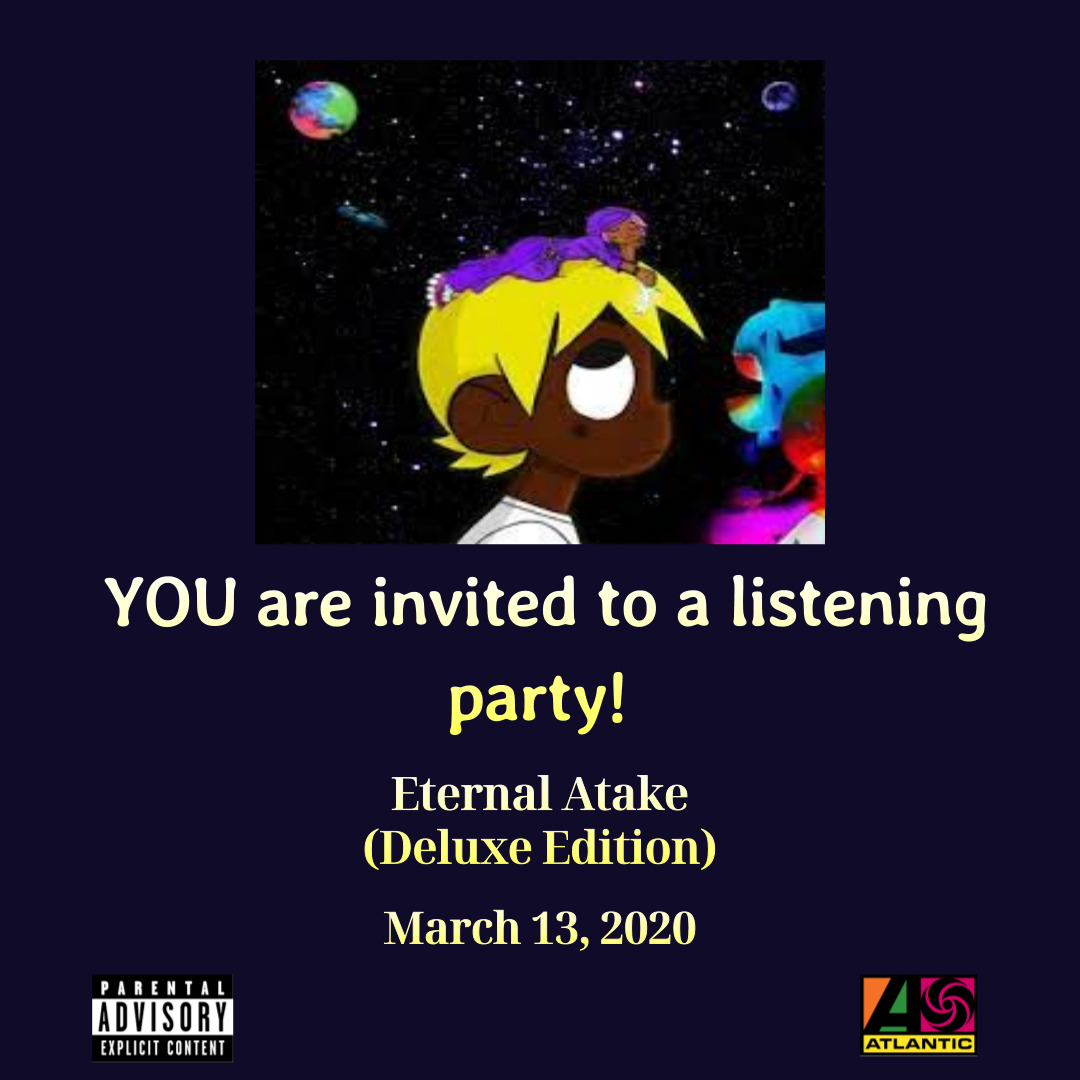 YOU are invited to a listening
party!
Eternal Atake
(Deluxe Edition)
March 13, 2020
PARENTAL
ADVISORY
EXPLICIT CONTENT
ATLANTIC